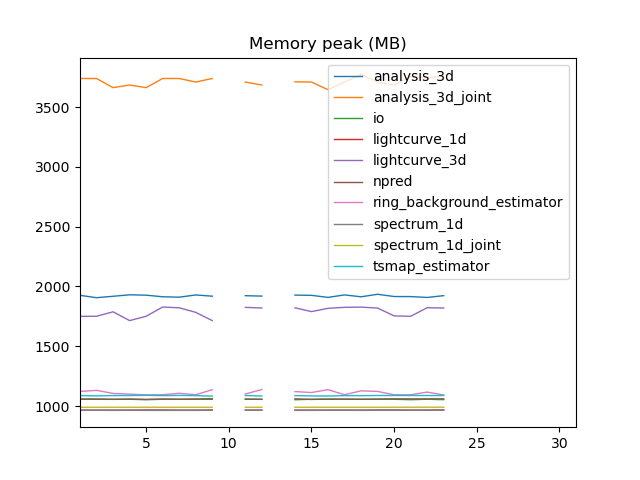 Memory peak (MB)
3500
3000
2500
2000
1500
1000
analysis_3d
analysis_3d_joint
io
lightcurve_1d
lightcurve_3d
npred
ring_background_estimator
spectrum_1d
spectrum_1d_joint
tsmap_estimator
5 10 15 20 25 30